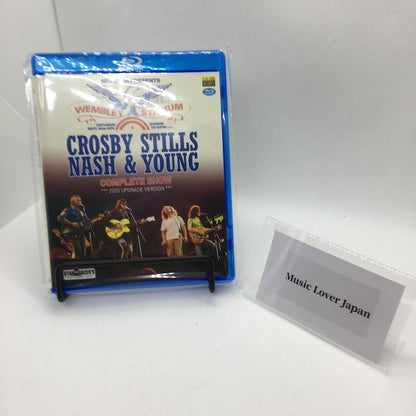 WEMBLEY STADIUM
CROSBY STILLS
NASH & YOUNG
COMPLETE SHOW
*** 2023 UPGRADE VERSION ***
Music Lover Japan